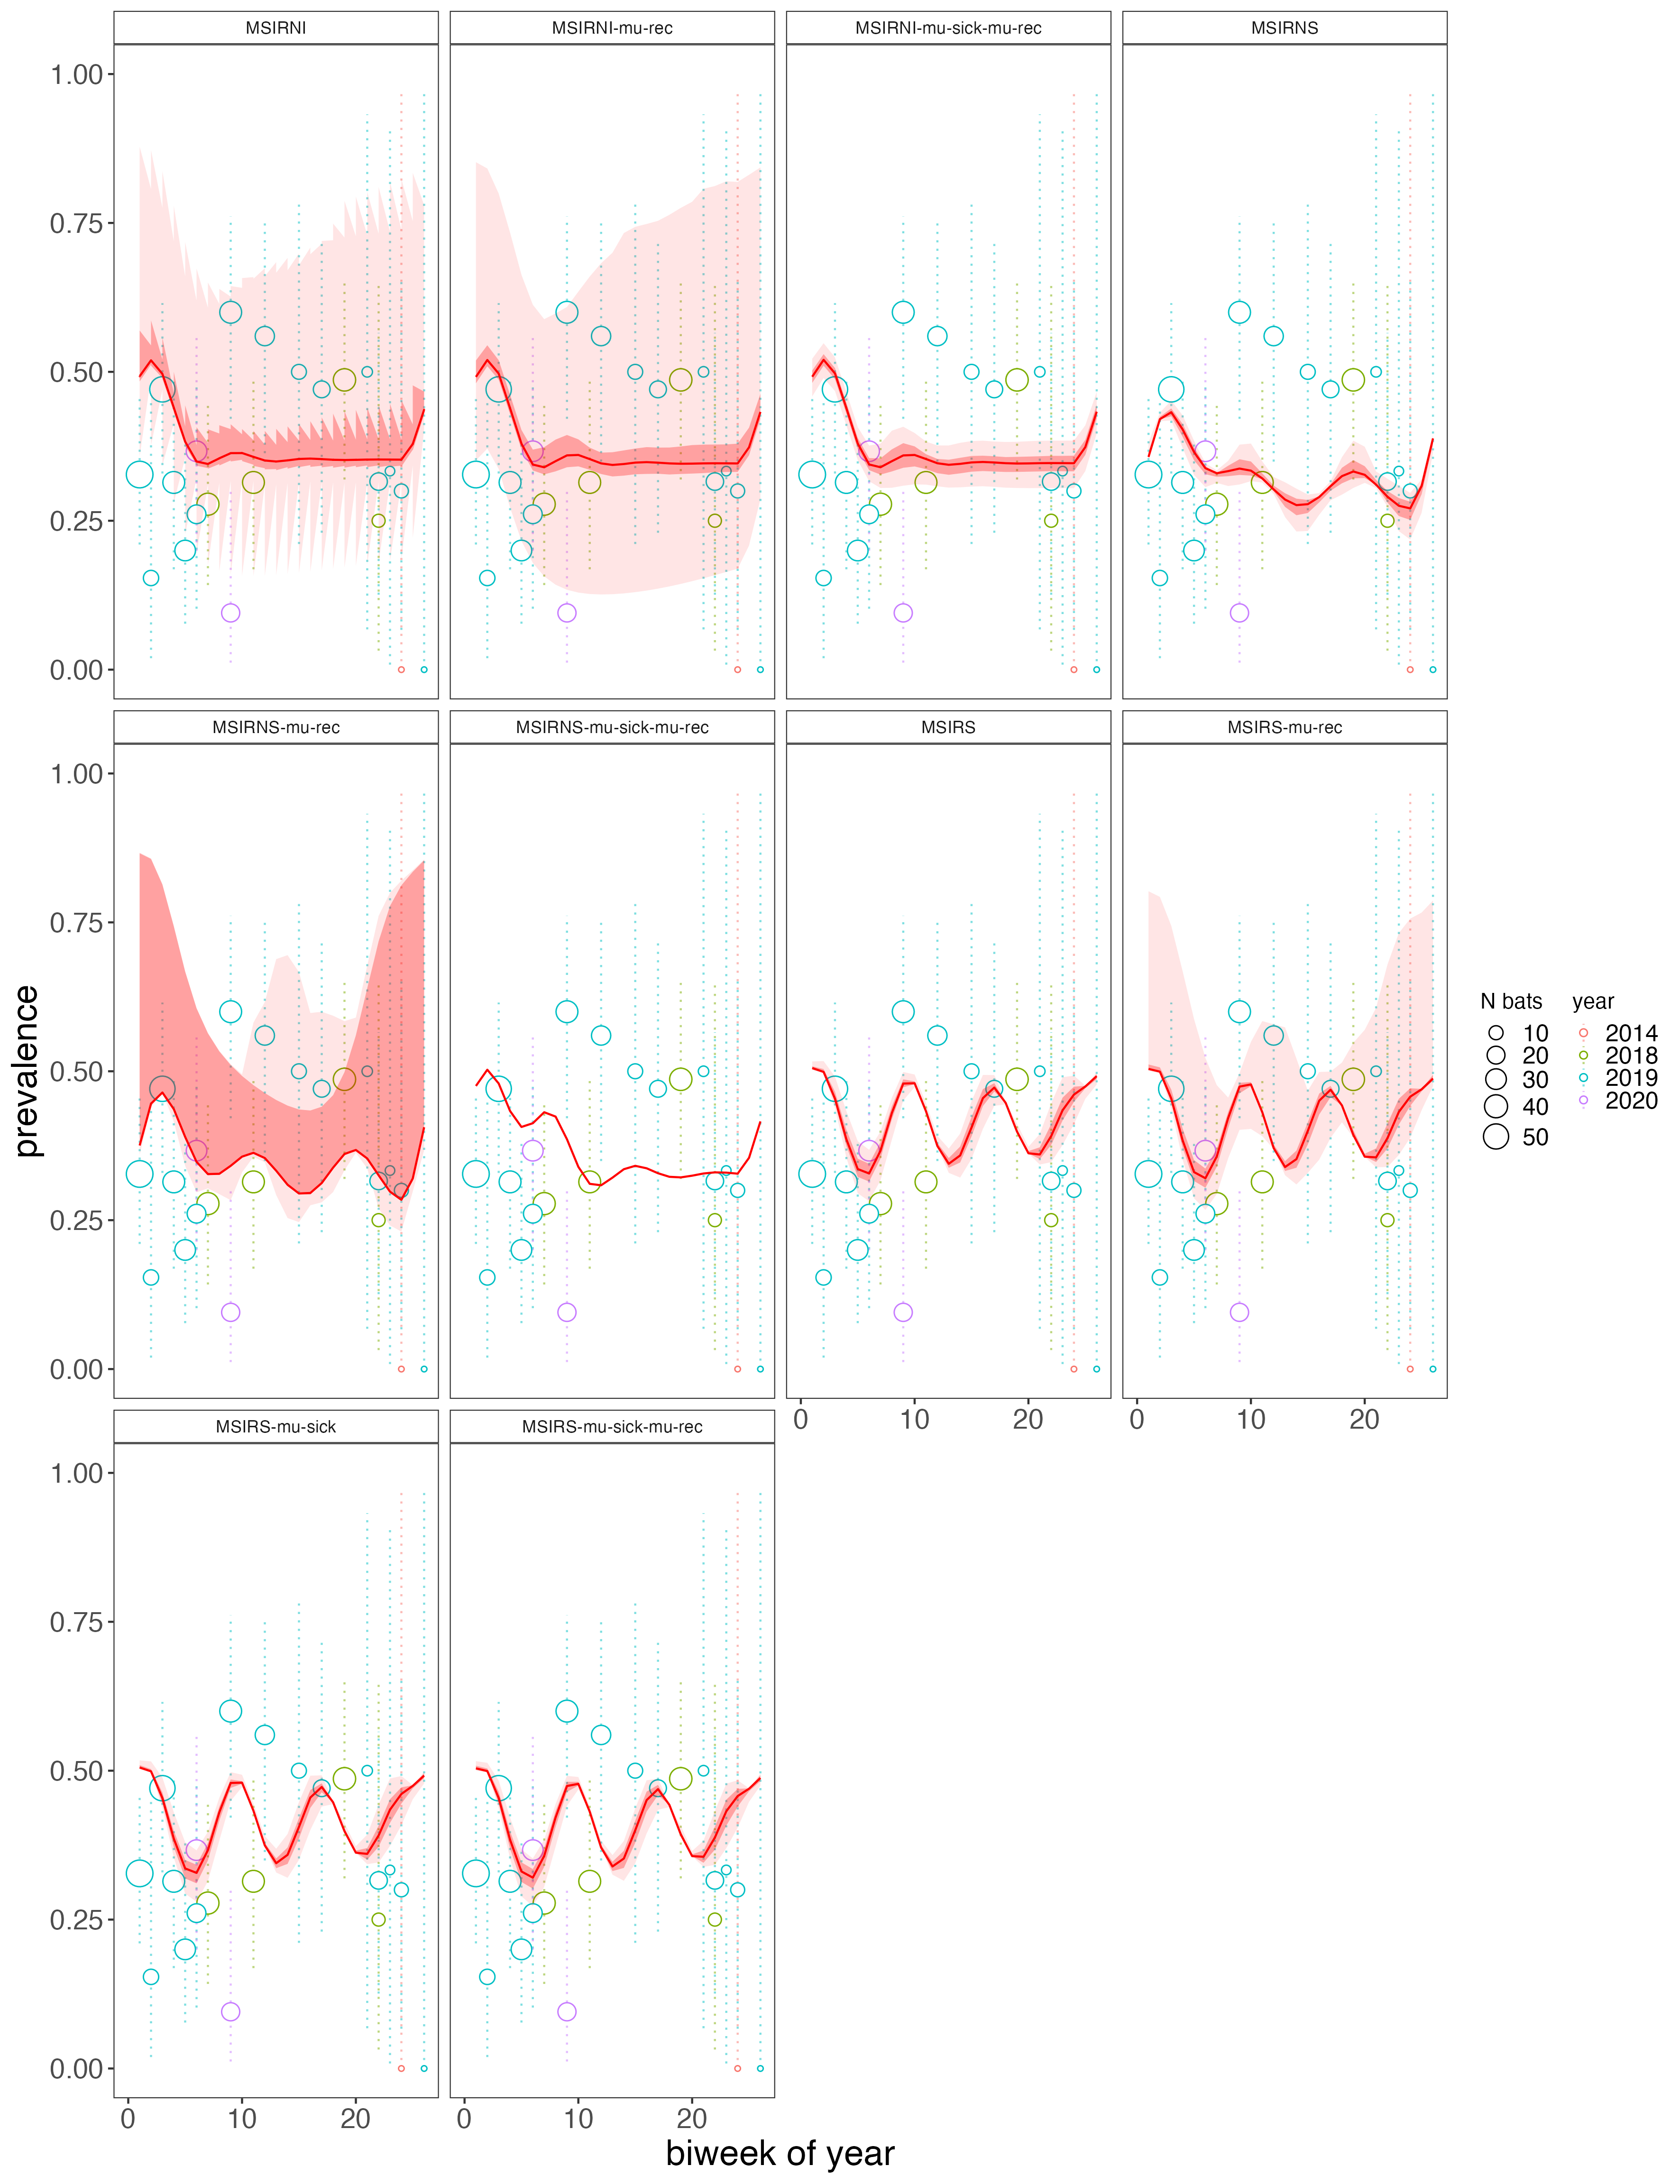 MSIRNI
MSIRNI-mu-rec
MSIRNI-mu-sick-mu-rec
MSIRNS
1.00
0.75
0.50
0.25
0.00
MSIRNS-mu-rec
MSIRNS-mu-sick-mu-rec
MSIRS
MSIRS-mu-rec
1.00
0.75
0.50
0.25
0.00
0 10 20
0 10 20
MSIRS-mu-sick
MSIRS-mu-sick-mu-rec
1.00
0.75
0.50
0.25
0.00
0 10 20
0 10 20
biweek of year
prevalence
N bats
10
20
30
40
50
year
2014
2018
2019
2020